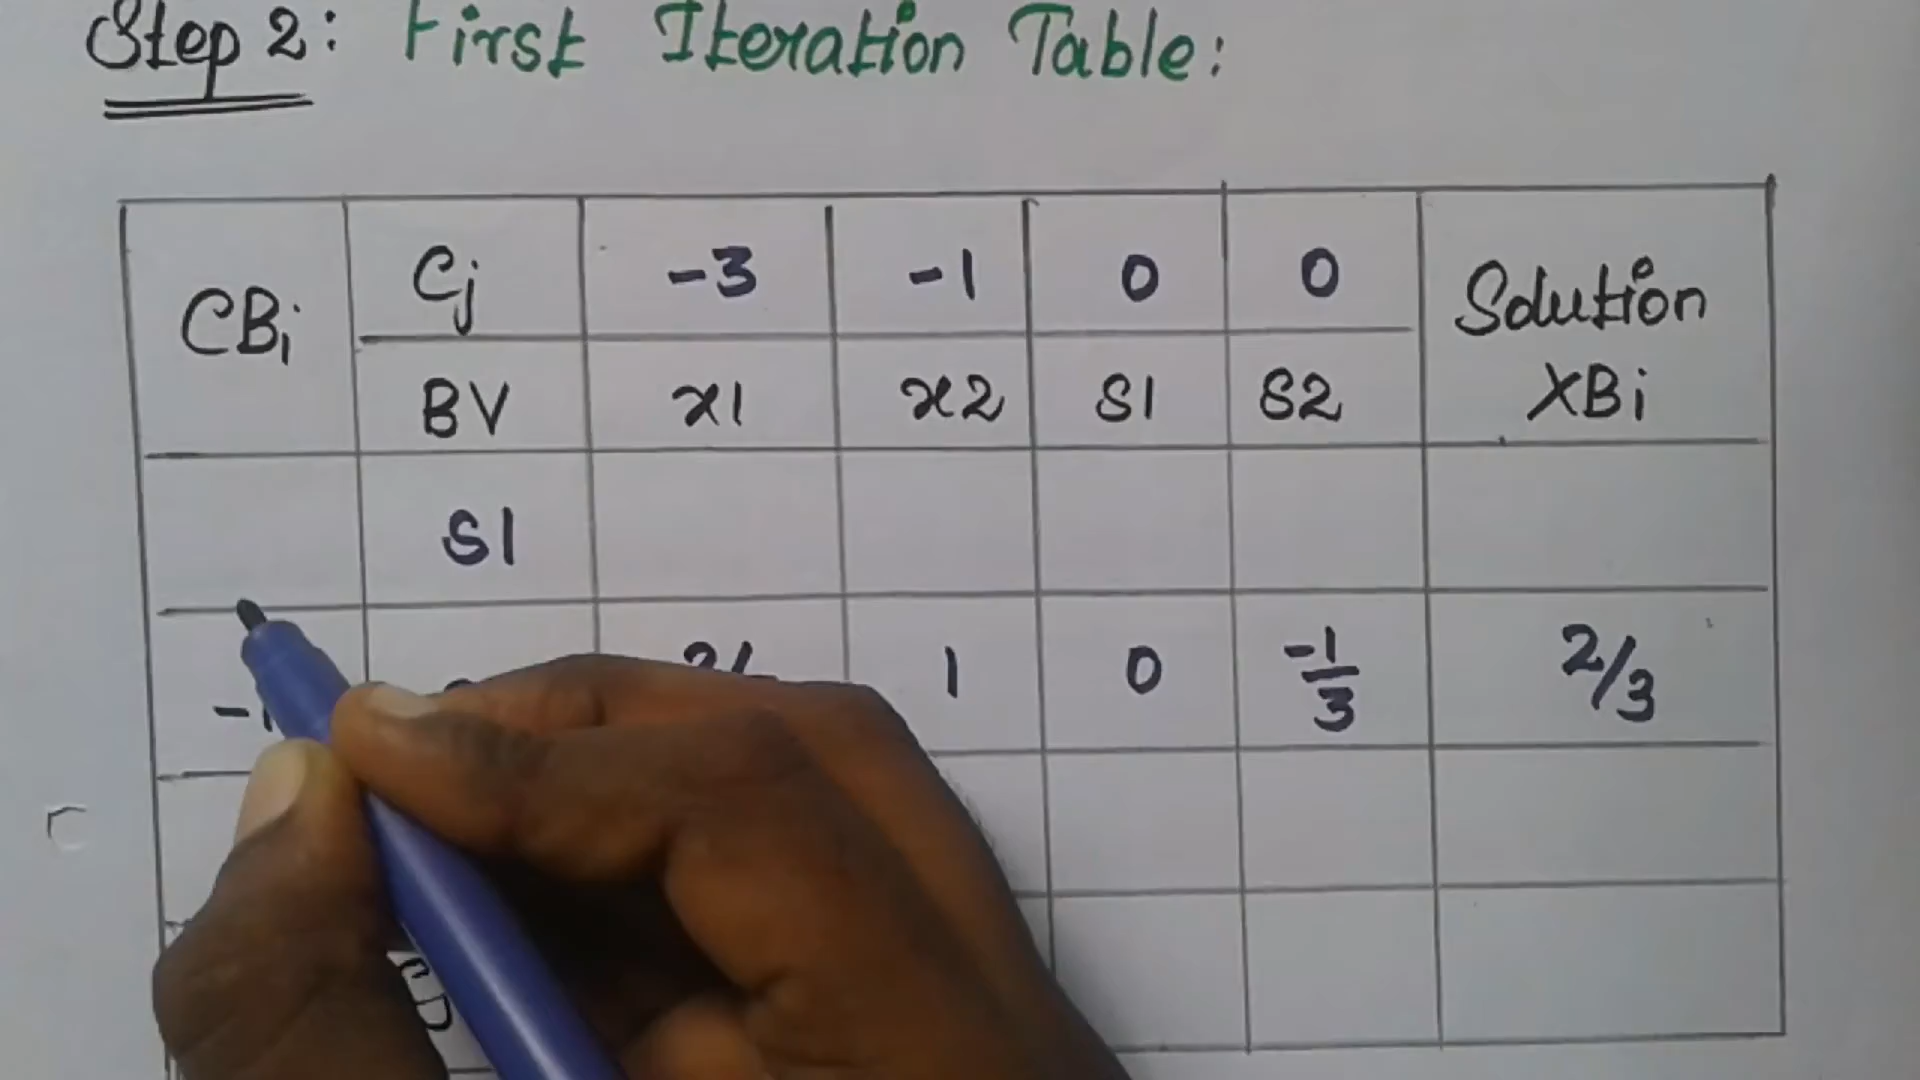 Step 2: First Iteration Table:
CBi Cj -3 -1 0 0 Solution XBi
BV x1 x2 S1 S2
S1
1 0 -1/3 2/3